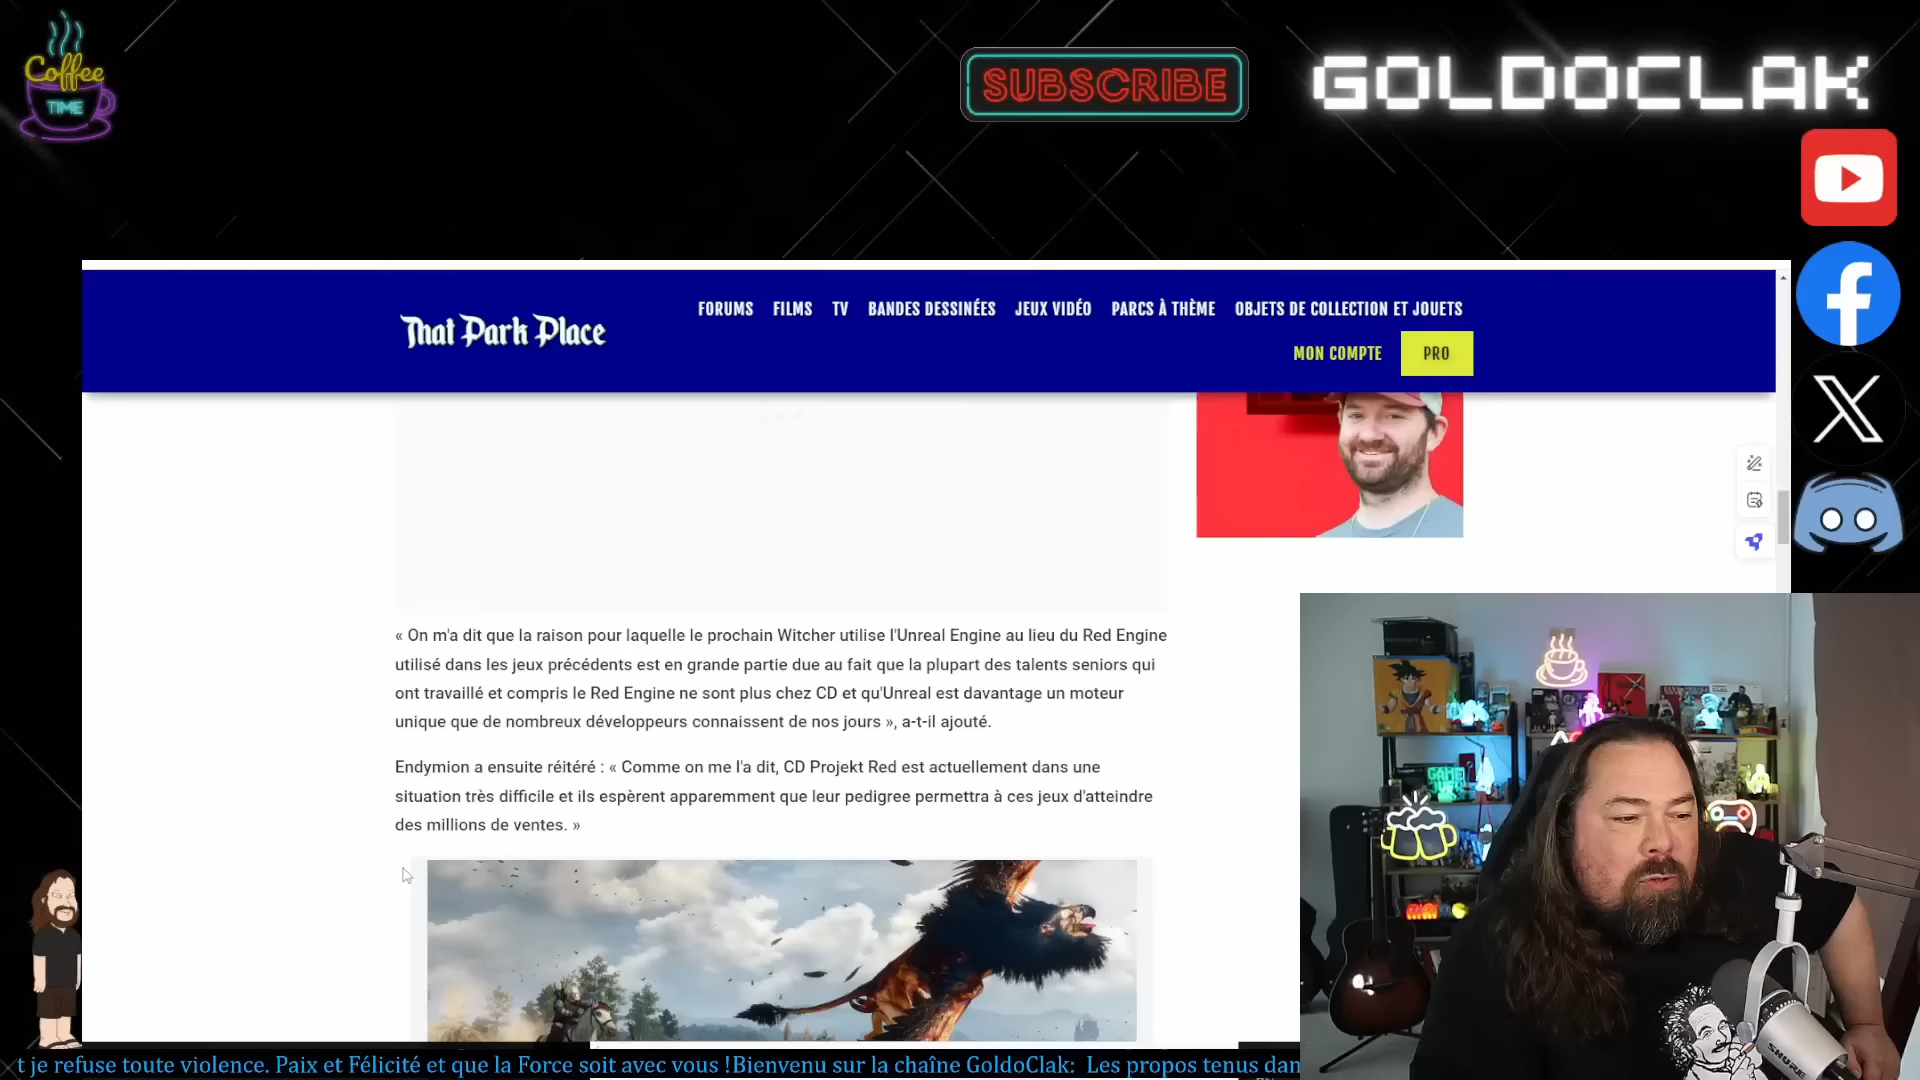 Coffee
TIME
SUBSCRIBE
GOLDOCLAK
That Park Place
FORUMS FILMS TV BANDES DESSINÉES JEUX VIDÉO PARCS À THÈME OBJETS DE COLLECTION ET JOUETS
MON COMPTE PRO
« On m'a dit que la raison pour laquelle le prochain Witcher utilise l'Unreal Engine au lieu du Red Engine
utilisé dans les jeux précédents est en grande partie due au fait que la plupart des talents seniors qui
ont travaillé et compris le Red Engine ne sont plus chez CD et qu'Unreal est davantage un moteur
unique que de nombreux développeurs connaissent de nos jours », a-t-il ajouté.
Endymion a ensuite réitéré : « Comme on me l'a dit, CD Projekt Red est actuellement dans une
situation très difficile et ils espèrent apparemment que leur pedigree permettra à ces jeux d'atteindre
des millions de ventes. »
GAME
SHURE
t je refuse toute violence. Paix et Félicité et que la Force soit avec vous !Bienvenu sur la chaîne GoldoClak: Les propos tenus dan